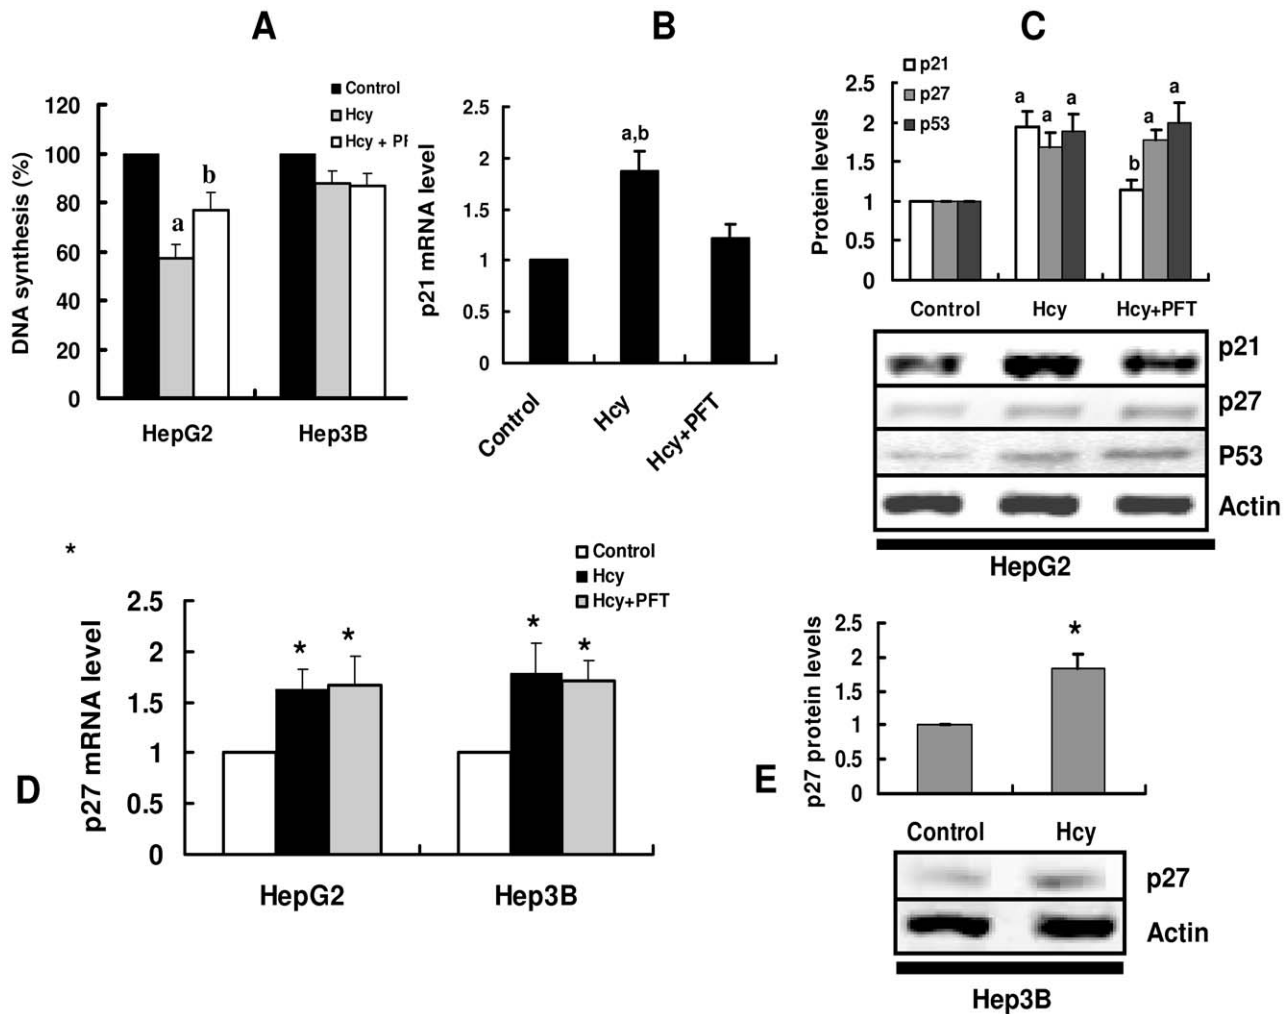 A
Control
Hcy
Hcy + PF
120
100
80
60
40
20
0
DNA synthesis (%)
a
b
HepG2
Hep3B
B
2.5
2
1.5
1
0.5
0
p21 mRNA level
a,b
Control
Hcy
Hcy+PFT
C
p21
p27
p53
2.5
2
1.5
1
0.5
0
Protein levels
a
a
a
b
a
a
Control
Hcy
Hcy+PFT
p21
p27
P53
Actin
HepG2
*
D
Control
Hcy
Hcy+PFT
2.5
2
1.5
1
0.5
0
p27 mRNA level
*
*
*
*
HepG2
Hep3B
E
2.5
2
1.5
1
0.5
0
p27 protein levels
*
Control
Hcy
p27
Actin
Hep3B